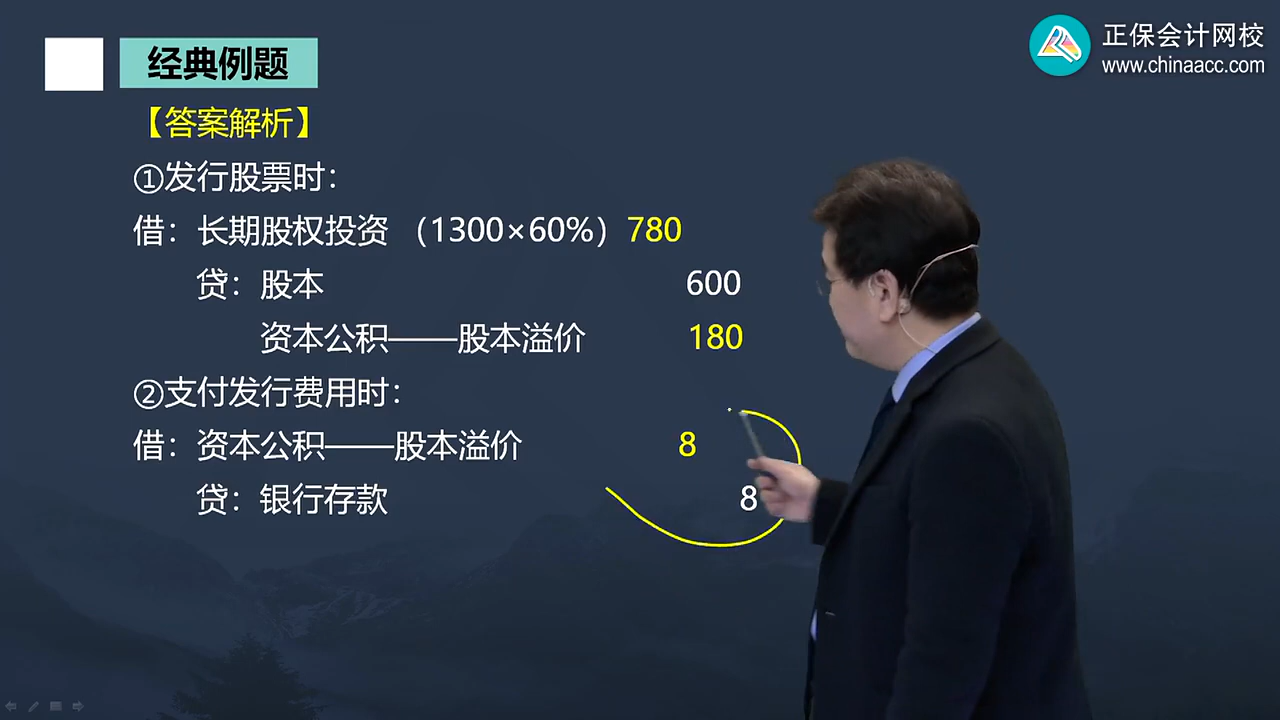 经典例题
正保会计网校
www.chinaacc.com
【答案解析】
①发行股票时：
借：长期股权投资 （1300×60%）780
贷：股本 600
资本公积——股本溢价 180
②支付发行费用时：
借：资本公积——股本溢价 8
贷：银行存款 8